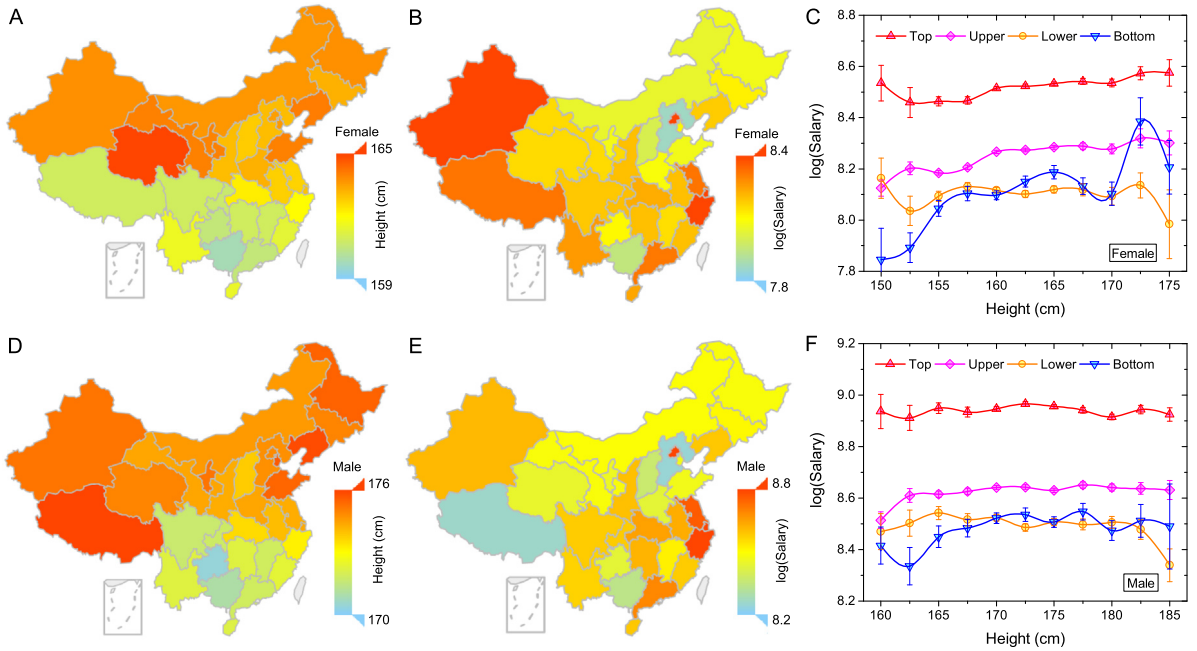 A
Female
165
Height (cm)
159
B
Female
8.4
log(Salary)
7.8
C
Top Upper Lower Bottom
8.8
8.6
8.4
8.2
8.0
7.8
log(Salary)
Female
150 155 160 165 170 175
Height (cm)
D
Male
176
Height (cm)
170
E
Male
8.8
log(Salary)
8.2
F
Top Upper Lower Bottom
9.2
9.0
8.8
8.6
8.4
8.2
log(Salary)
Male
160 165 170 175 180 185
Height (cm)